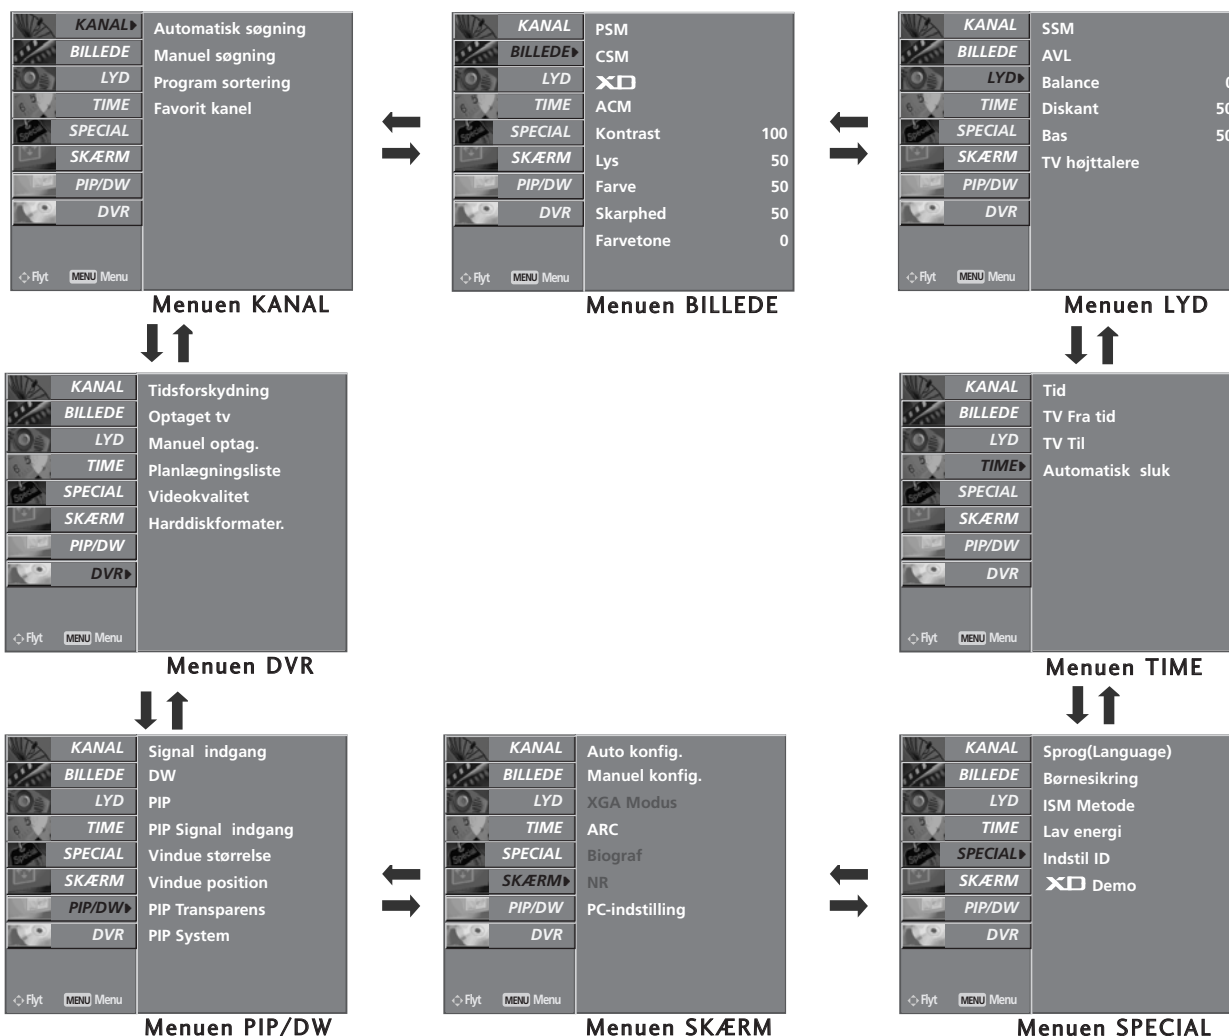 KANAL
BILLEDE
LYD
TIME
SPECIAL
SKÆRM
PIP/DW
DVR
Flyt MENU Menu
Automatisk søgning
Manuel søgning
Program sortering
Favorit kanel
Menuen KANAL
KANAL
BILLEDE
LYD
TIME
SPECIAL
SKÆRM
PIP/DW
DVR
Flyt MENU Menu
PSM
CSM
XD
ACM
Kontrast 100
Lys 50
Farve 50
Skarphed 50
Farvetone 0
Menuen BILLEDE
KANAL
BILLEDE
LYD
TIME
SPECIAL
SKÆRM
PIP/DW
DVR
Flyt MENU Menu
SSM
AVL
Balance 0
Diskant 50
Bas 50
TV højttalere
Menuen LYD
KANAL
BILLEDE
LYD
TIME
SPECIAL
SKÆRM
PIP/DW
DVR
Flyt MENU Menu
Tidsforskydning
Optaget tv
Manuel optag.
Planlægningsliste
Videokvalitet
Harddiskformater.
Menuen DVR
KANAL
BILLEDE
LYD
TIME
SPECIAL
SKÆRM
PIP/DW
DVR
Flyt MENU Menu
Tid
TV Fra tid
TV Til
Automatisk sluk
Menuen TIME
KANAL
BILLEDE
LYD
TIME
SPECIAL
SKÆRM
PIP/DW
DVR
Flyt MENU Menu
Signal indgang
DW
PIP
PIP Signal indgang
Vindue størrelse
Vindue position
PIP Transparens
PIP System
Menuen PIP/DW
KANAL
BILLEDE
LYD
TIME
SPECIAL
SKÆRM
PIP/DW
DVR
Flyt MENU Menu
Auto konfig.
Manuel konfig.
XGA Modus
ARC
Biograf
NR
PC-indstilling
Menuen SKÆRM
KANAL
BILLEDE
LYD
TIME
SPECIAL
SKÆRM
PIP/DW
DVR
Flyt MENU Menu
Sprog(Language)
Børnesikring
ISM Metode
Lav energi
Indstil ID
XD Demo
Menuen SPECIAL